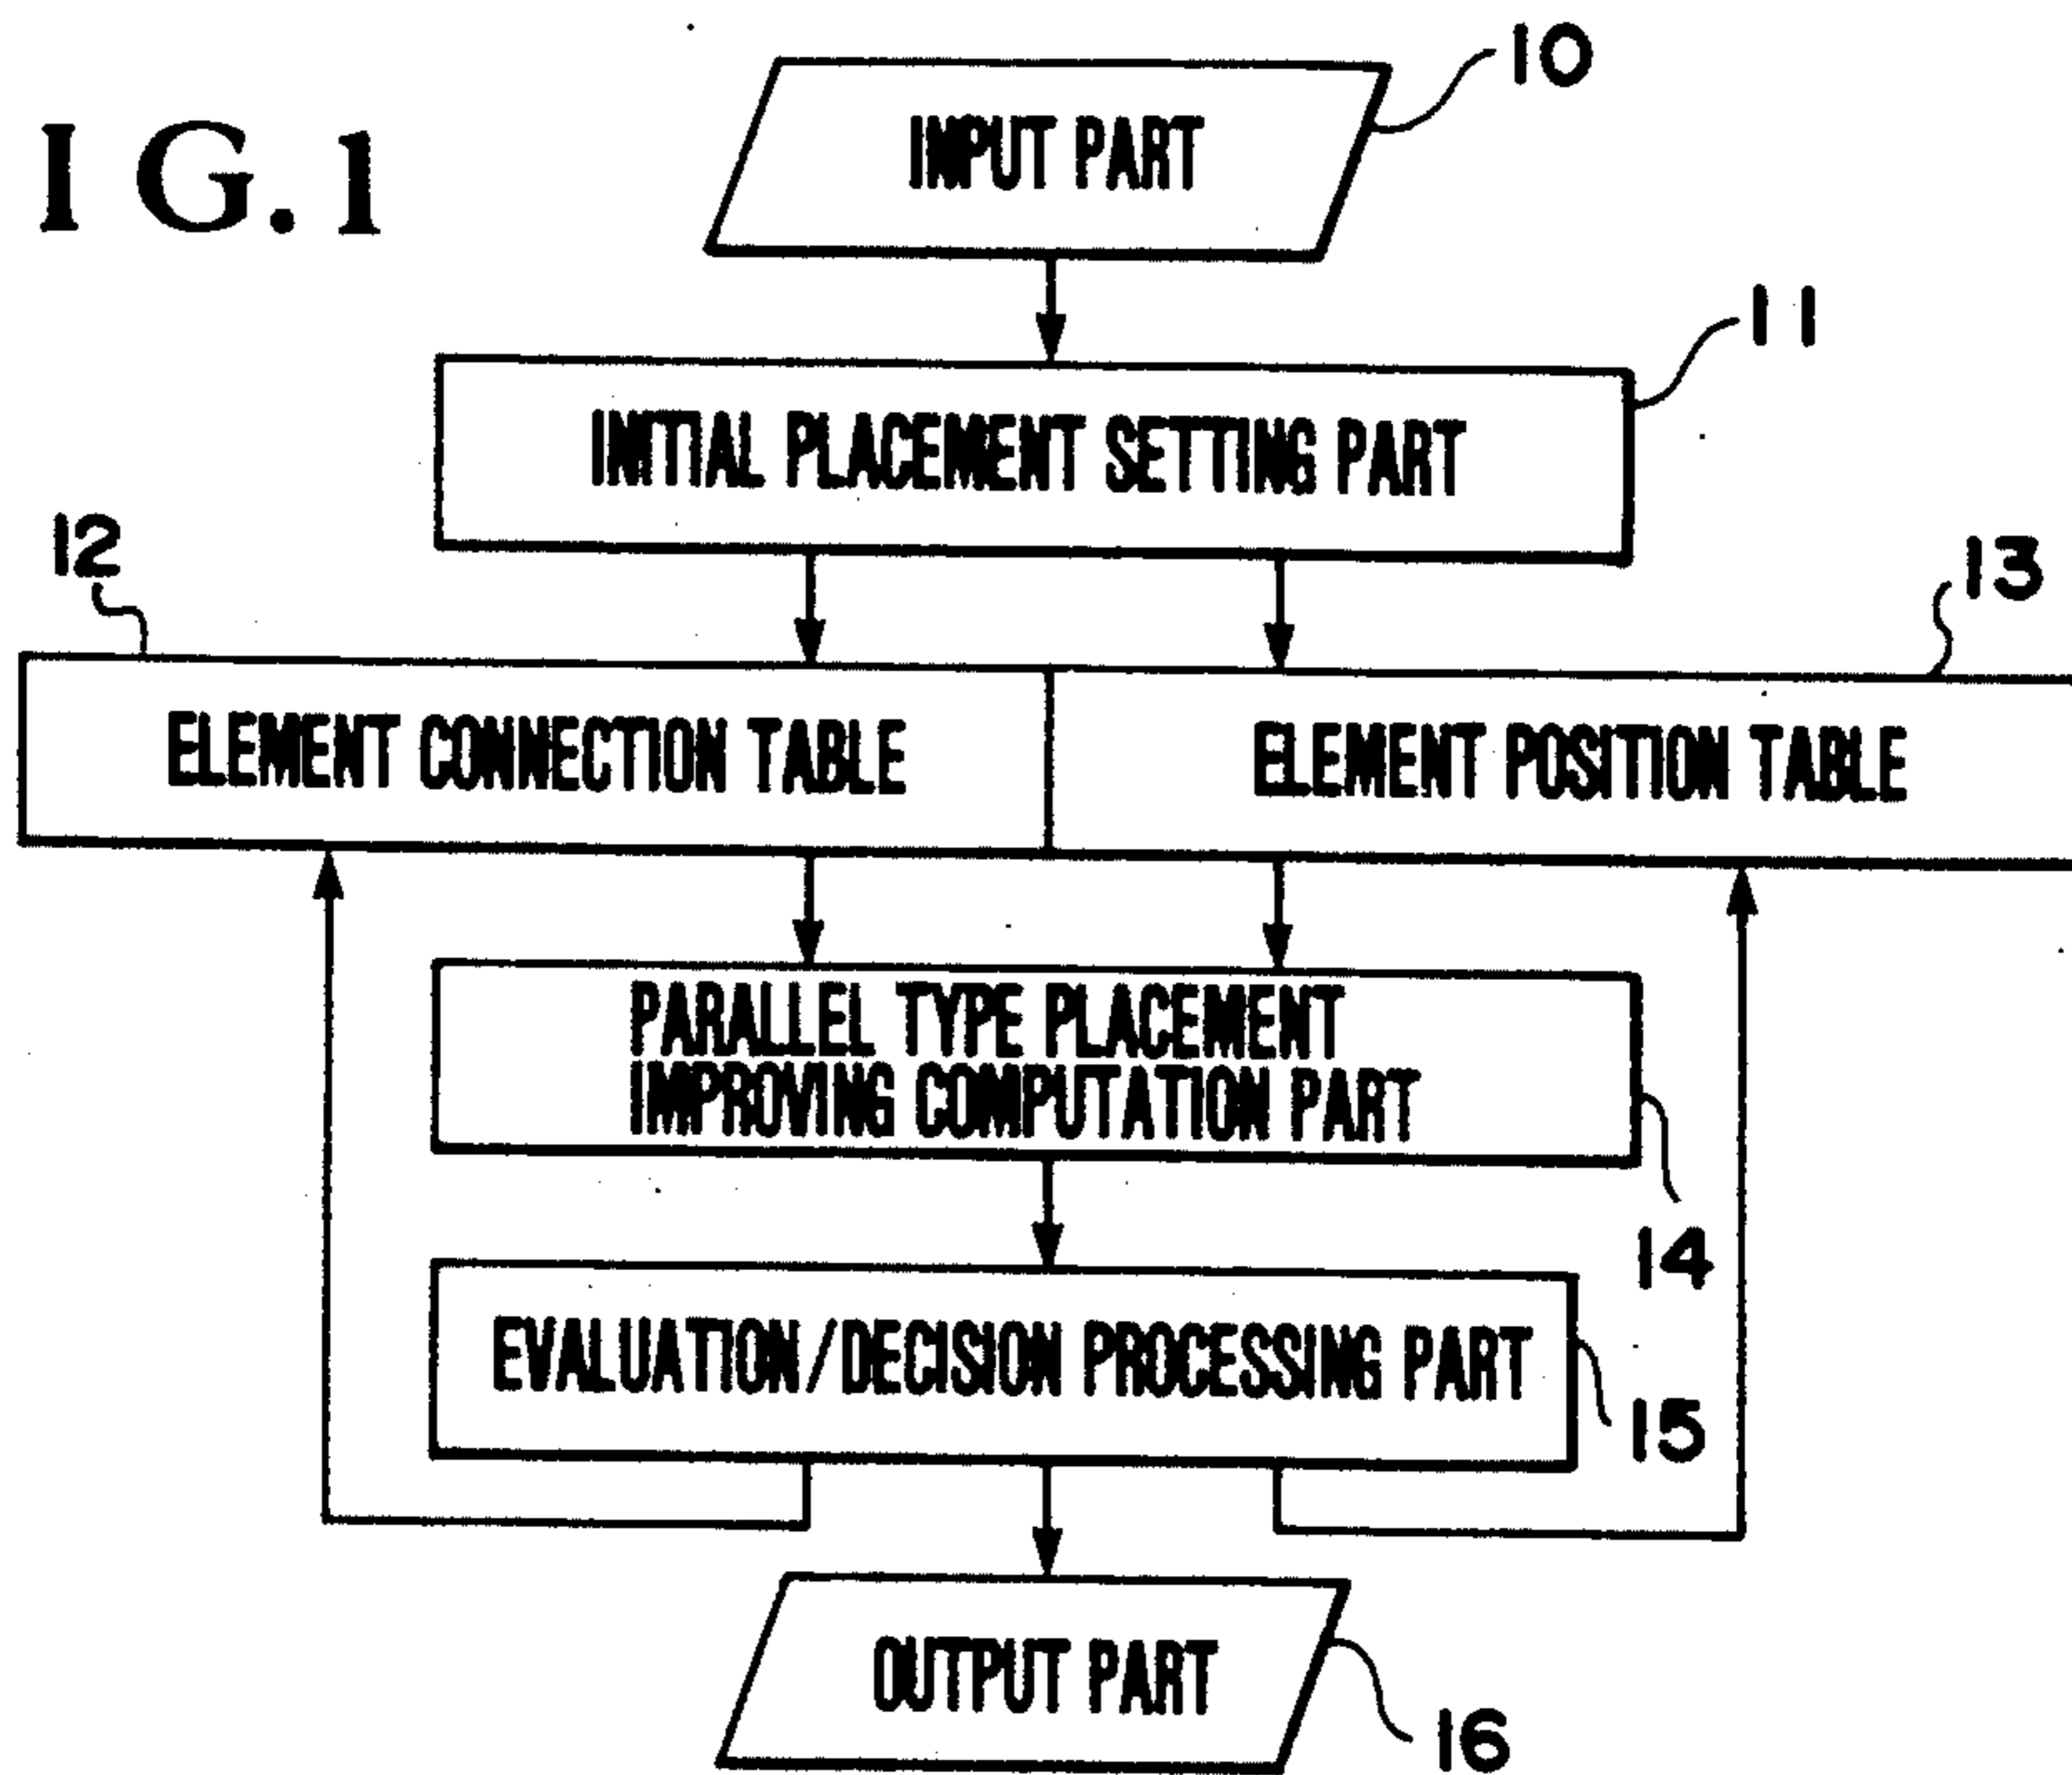 I G. 1
10
INPUT PART
11
INITIAL PLACEMENT SETTING PART
12
13
ELEMENT CONNECTION TABLE
ELEMENT POSITION TABLE
PARALLEL TYPE PLACEMENT
IMPROVING COMPUTATION PART
14
EVALUATION/DECISION PROCESSING PART
15
OUTPUT PART
16